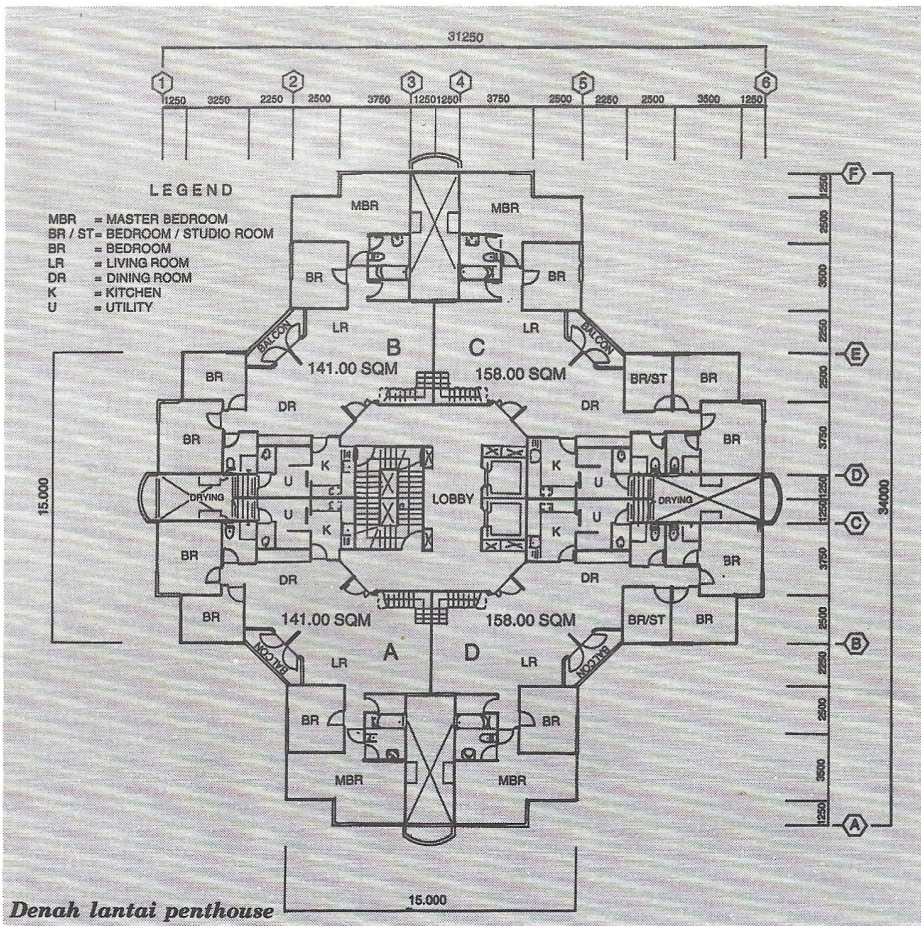 31250
1 2 3 4 5 6
1250 3250 2250 2500 3750 1250 1250 3750 2500 2250 2500 3500 1250
LEGEND
MBR = MASTER BEDROOM
BR / ST = BEDROOM / STUDIO ROOM
BR = BEDROOM
LR = LIVING ROOM
DR = DINING ROOM
K = KITCHEN
U = UTILITY
F
1250
2500
3500
2250
E
2500
3750
D
1250
1250
C
3750
2500
B
2250
2500
3500
1250
A
34000
15.000
MBR MBR
BR BR
LR LR
BALCON BALCON
B C
141.00 SQM 158.00 SQM
BR BR/ST BR
DR DR
BR BR
K K
U U
DRYING LOBBY DRYING
U U
K K
BR BR
DR DR
BR BR/ST BR
141.00 SQM 158.00 SQM
BALCON BALCON
A D
LR LR
BR BR
MBR MBR
15.000
Denah lantai penthouse